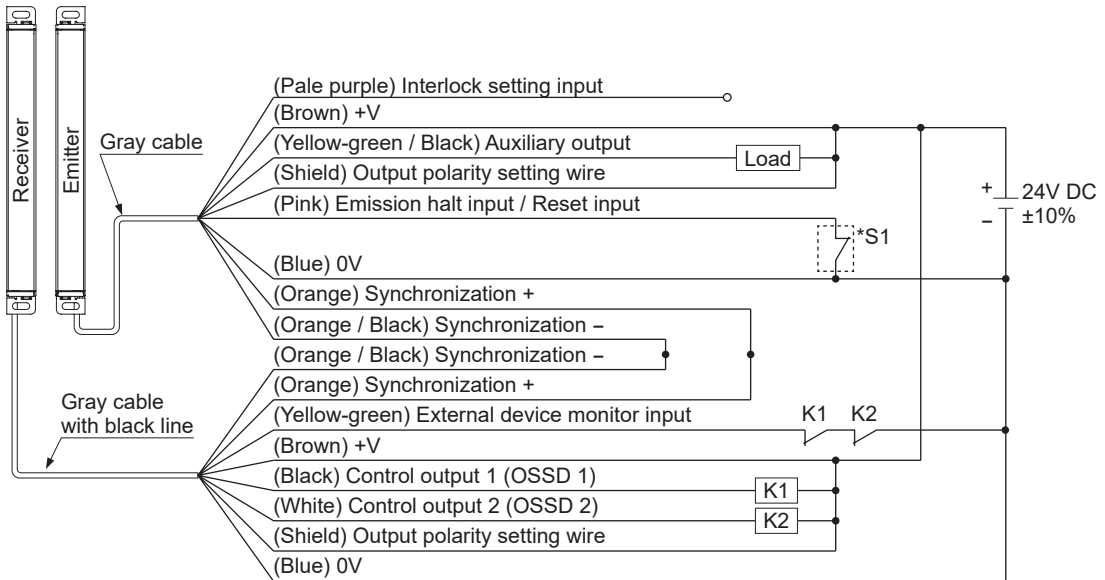 Receiver
Emitter
Gray cable
(Pale purple) Interlock setting input
(Brown) +V
(Yellow-green / Black) Auxiliary output
Load
(Shield) Output polarity setting wire
(Pink) Emission halt input / Reset input
+
−
24V DC
±10%
*S1
(Blue) 0V
(Orange) Synchronization +
(Orange / Black) Synchronization −
(Orange / Black) Synchronization −
(Orange) Synchronization +
Gray cable
with black line
(Yellow-green) External device monitor input
K1
K2
(Brown) +V
(Black) Control output 1 (OSSD 1)
K1
(White) Control output 2 (OSSD 2)
K2
(Shield) Output polarity setting wire
(Blue) 0V